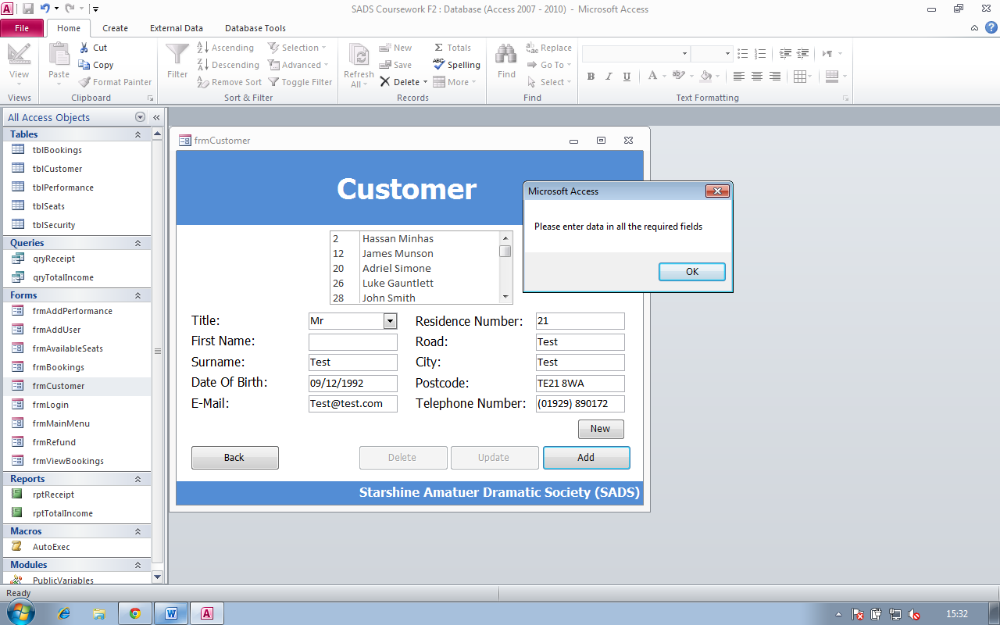 SADS Coursework F2 : Database (Access 2007 - 2010) - Microsoft Access
File Home Create External Data Database Tools
View
Views
Paste
Cut
Copy
Format Painter
Clipboard
Filter
Ascending
Descending
Remove Sort
Selection
Advanced
Toggle Filter
Sort & Filter
Refresh
All
New
Save
Delete
Totals
Spelling
More
Records
Find
Replace
Go To
Select
Find
B I U
A
ab
Text Formatting
All Access Objects
Tables
tblBookings
tblCustomer
tblPerformance
tblSeats
tblSecurity
Queries
qryReceipt
qryTotalIncome
Forms
frmAddPerformance
frmAddUser
frmAvailableSeats
frmBookings
frmCustomer
frmLogin
frmMainMenu
frmRefund
frmViewBookings
Reports
rptReceipt
rptTotalIncome
Macros
AutoExec
Modules
PublicVariables
frmCustomer
Customer
2 Hassan Minhas
12 James Munson
20 Adriel Simone
26 Luke Gauntlett
28 John Smith
Title: Mr
First Name:
Surname: Test
Date Of Birth: 09/12/1992
E-Mail: Test@test.com
Residence Number: 21
Road: Test
City: Test
Postcode: TE21 8WA
Telephone Number: (01929) 890172
New
Back Delete Update Add
Starshine Amatuer Dramatic Society (SADS)
Microsoft Access
Please enter data in all the required fields
OK
Ready
15:32